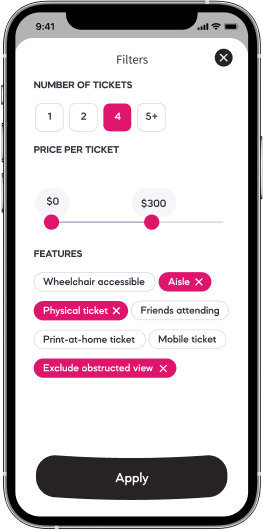 9:41
Filters
NUMBER OF TICKETS
1 2 4 5+
PRICE PER TICKET
$0 $300
FEATURES
Wheelchair accessible Aisle
Physical ticket Friends attending
Print-at-home ticket Mobile ticket
Exclude obstructed view
Apply